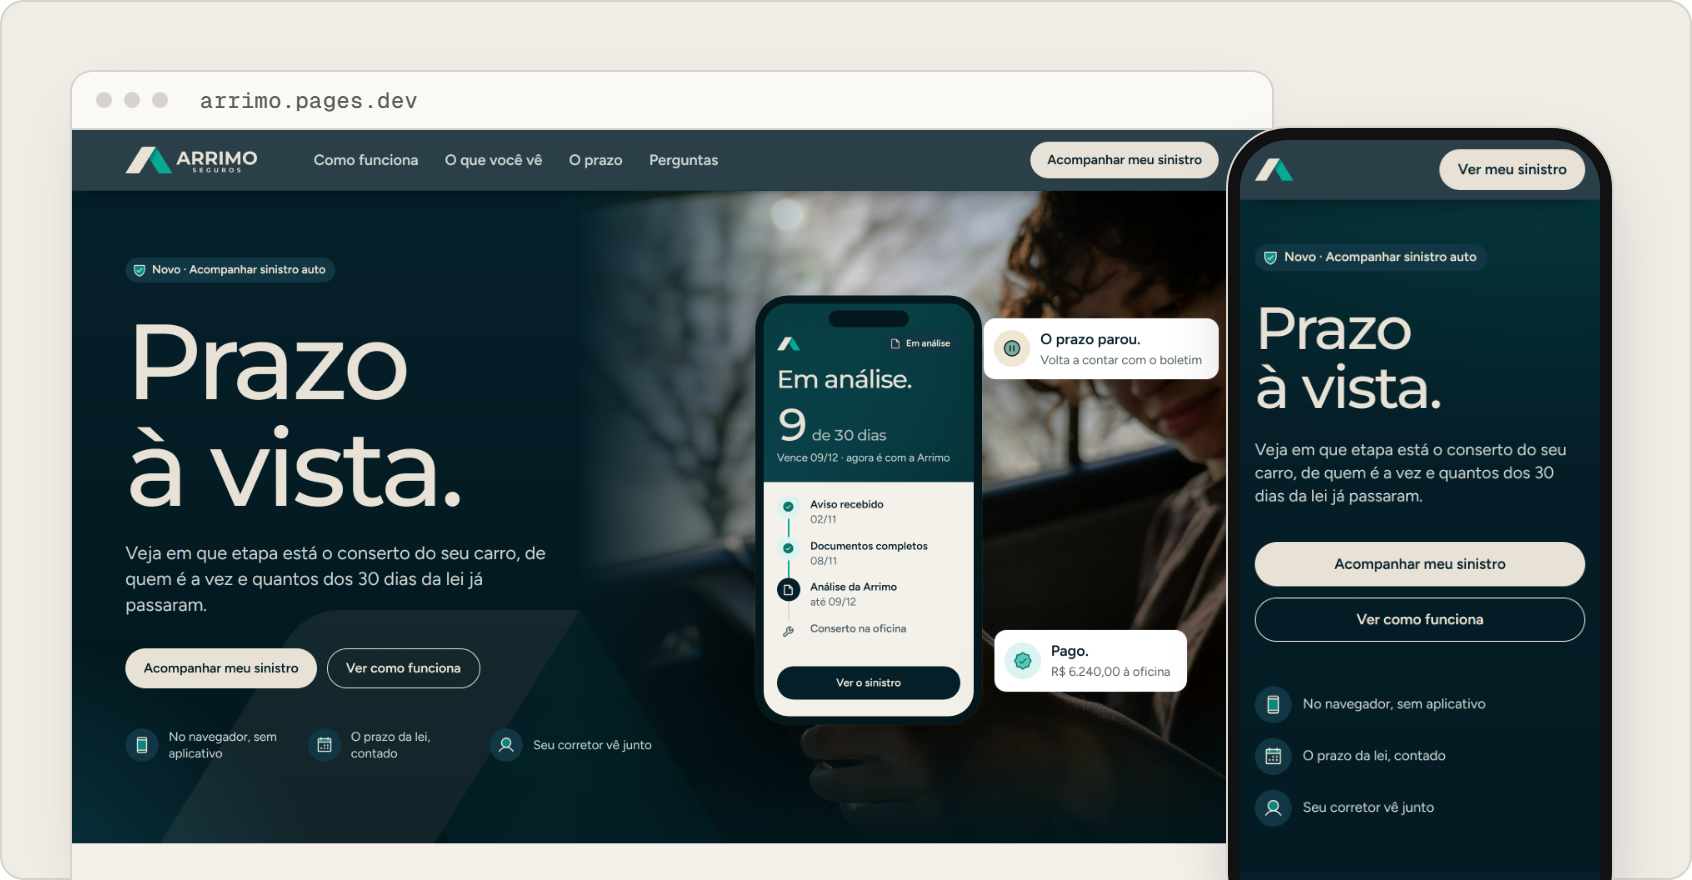 arrimo.pages.dev
ARRIMO
SEGUROS
Como funciona
O que você vê
O prazo
Perguntas
Acompanhar meu sinistro
Novo · Acompanhar sinistro auto
Prazo
à vista.
Veja em que etapa está o conserto do seu carro, de
quem é a vez e quantos dos 30 dias da lei já
passaram.
Acompanhar meu sinistro
Ver como funciona
No navegador, sem
aplicativo
O prazo da lei,
contado
Seu corretor vê junto
Em análise
Em análise.
9 de 30 dias
Vence 09/12 · agora é com a Arrimo
Aviso recebido
02/11
Documentos completos
08/11
Análise da Arrimo
até 09/12
Conserto na oficina
Ver o sinistro
O prazo parou.
Volta a contar com o boletim
Pago.
R$ 6.240,00 à oficina
Ver meu sinistro
Novo · Acompanhar sinistro auto
Prazo
à vista.
Veja em que etapa está o conserto do seu
carro, de quem é a vez e quantos dos 30
dias da lei já passaram.
Acompanhar meu sinistro
Ver como funciona
No navegador, sem aplicativo
O prazo da lei, contado
Seu corretor vê junto